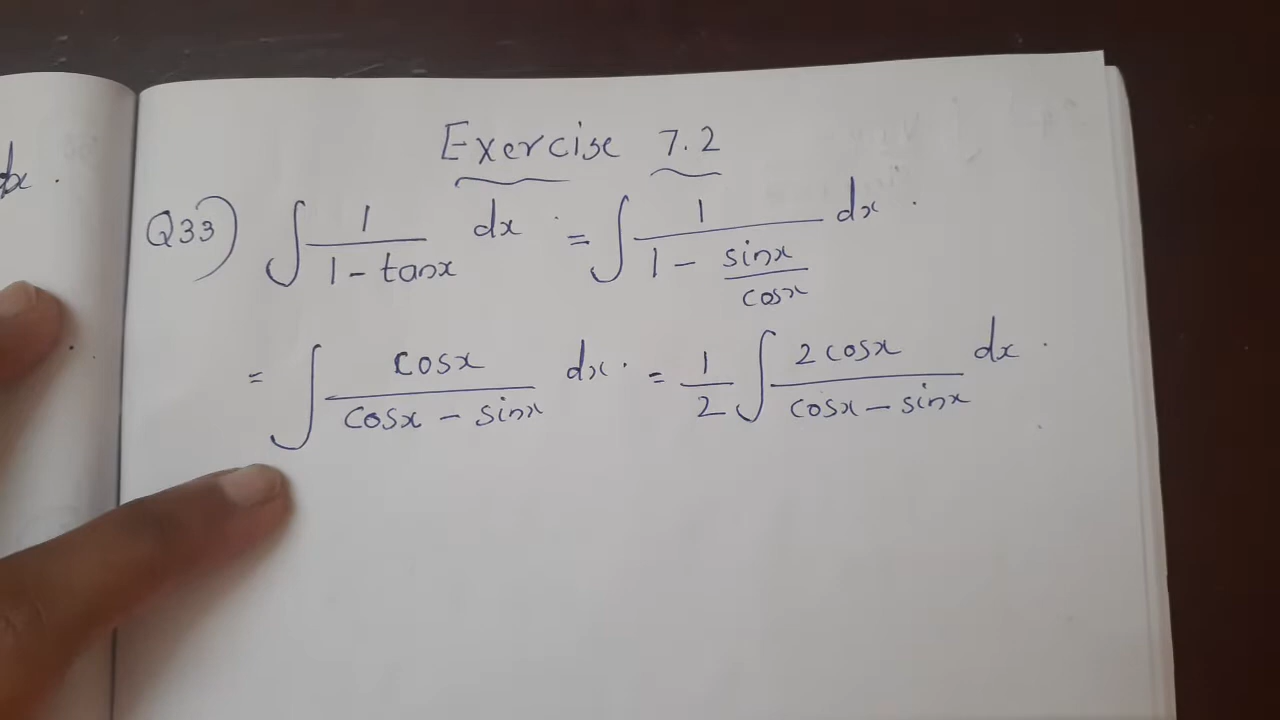 dx .
Exercise 7.2
Q33) ∫ 1/(1 - tanx) dx = ∫ 1/(1 - sinx/cosx) dx .
= ∫ cosx/(cosx - sinx) dx . = 1/2 ∫ 2cosx/(cosx - sinx) dx .